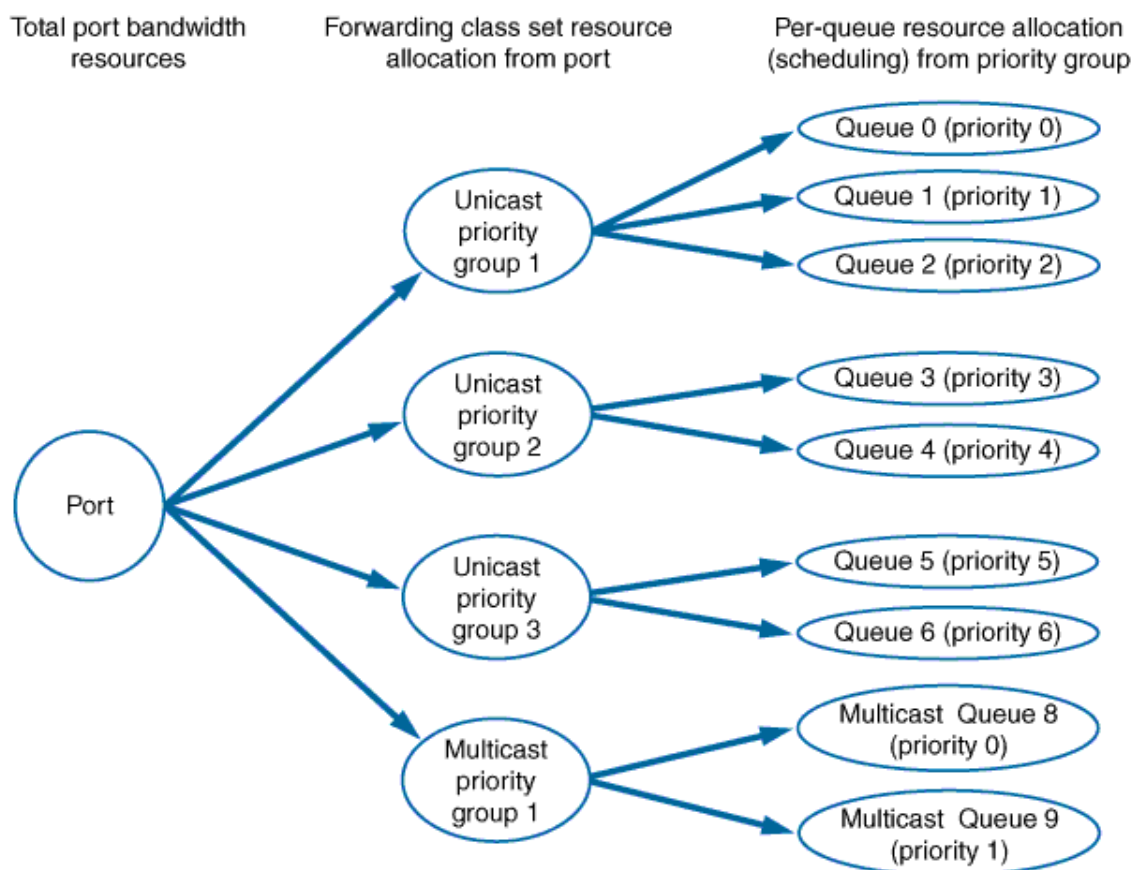 Total port bandwidth
resources
Forwarding class set resource
allocation from port
Per-queue resource allocation
(scheduling) from priority group
Port
Unicast
priority
group 1
Unicast
priority
group 2
Unicast
priority
group 3
Multicast
priority
group 1
Queue 0 (priority 0)
Queue 1 (priority 1)
Queue 2 (priority 2)
Queue 3 (priority 3)
Queue 4 (priority 4)
Queue 5 (priority 5)
Queue 6 (priority 6)
Multicast Queue 8
(priority 0)
Multicast Queue 9
(priority 1)